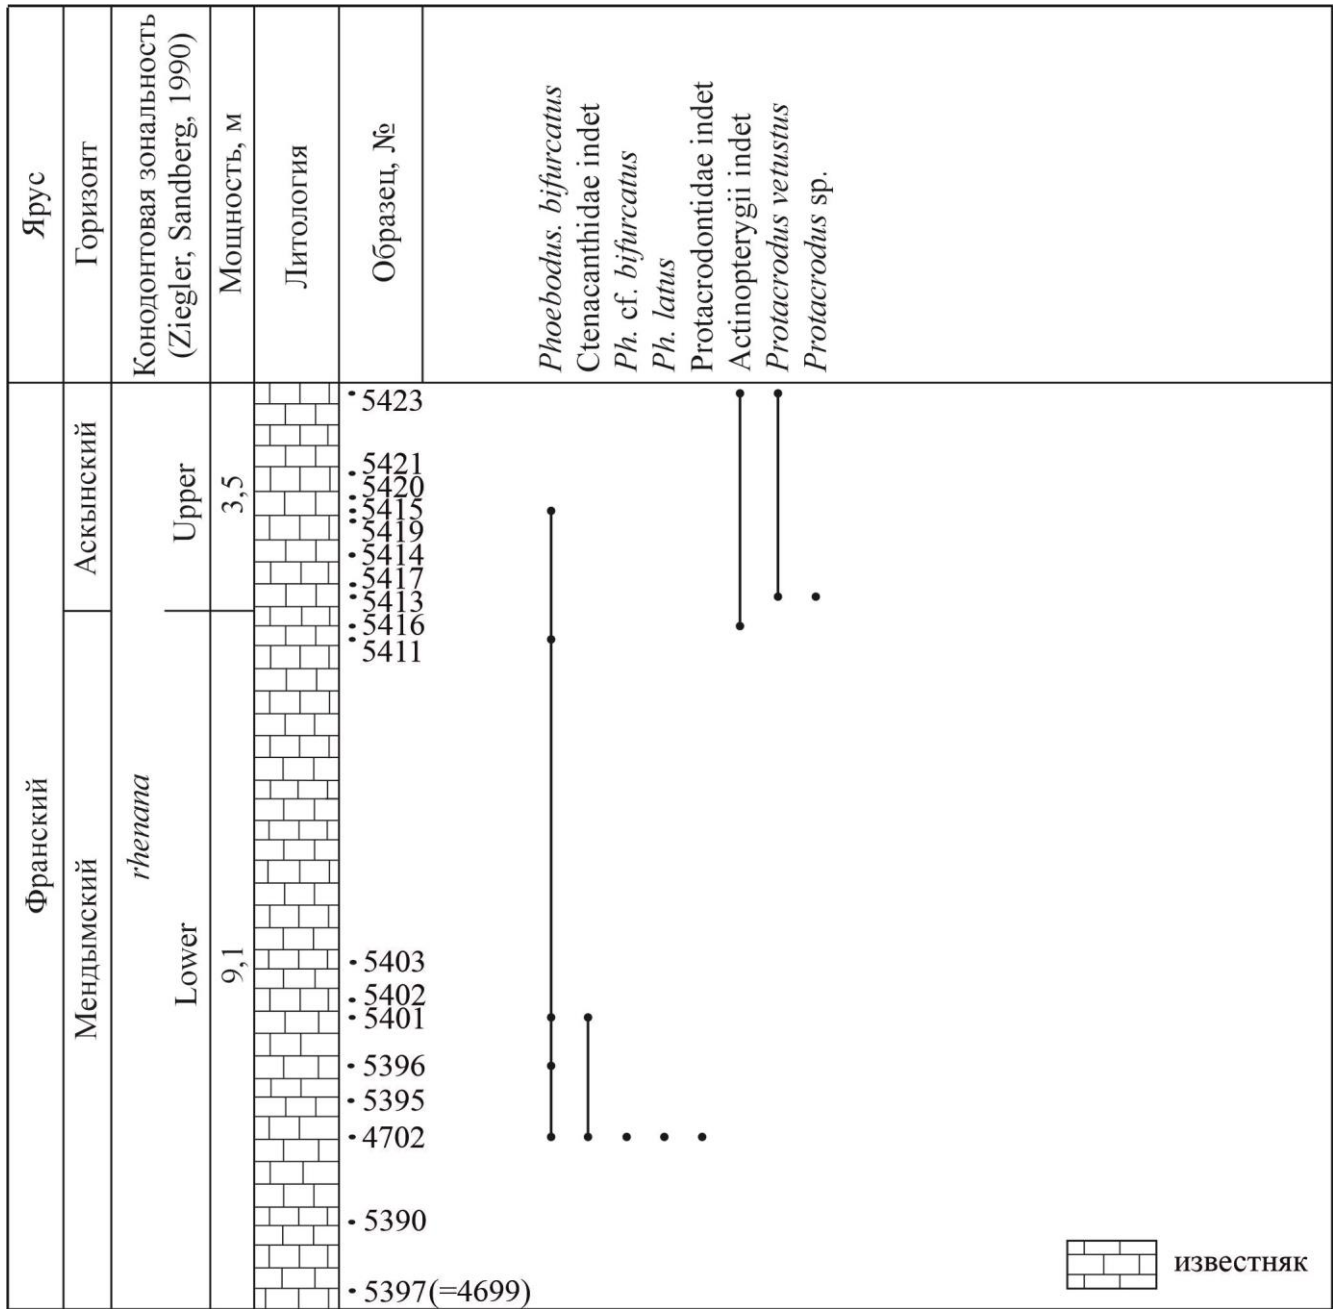 Ярус
Горизонт
Конодонтовая зональность
(Ziegler, Sandberg, 1990)
Мощность, м
Литология
Образец, №
Phoebodus. bifurcatus
Ctenacanthidae indet
Ph. cf. bifurcatus
Ph. latus
Protacrodontidae indet
Actinopterygii indet
Protacrodus vetustus
Protacrodus sp.
Франский
Аскынский
Мендымский
rhenana
Upper
Lower
3,5
9,1
5423
5421
5420
5415
5419
5414
5417
5413
5416
5411
5403
5402
5401
5396
5395
4702
5390
5397(=4699)
известняк